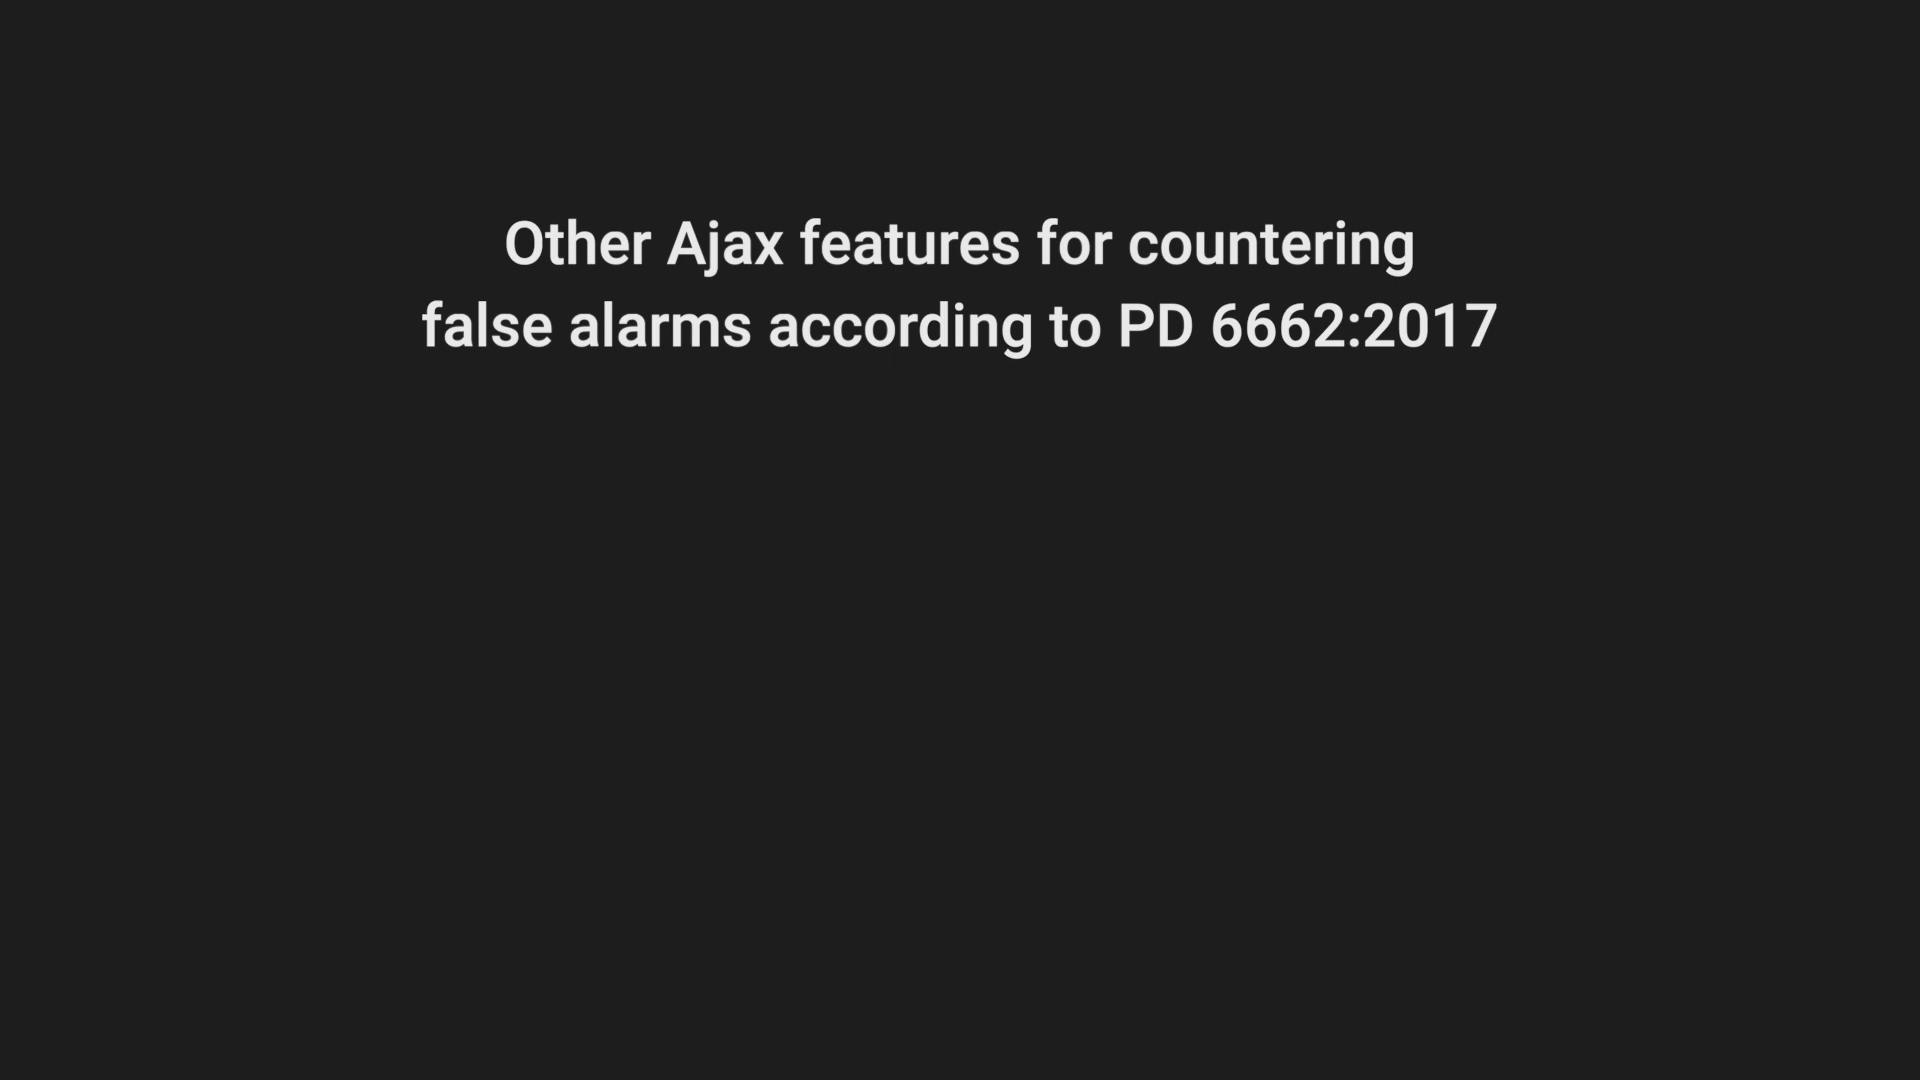 Other Ajax features for countering
false alarms according to PD 6662:2017